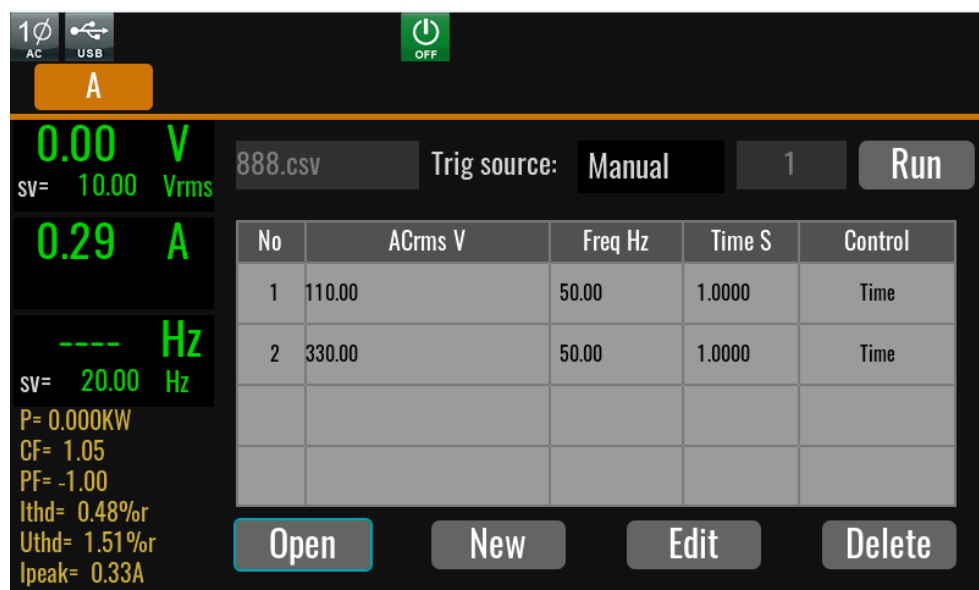 1Ø
AC
USB
OFF
A
0.00 V
sv= 10.00 Vrms
0.29 A
---- Hz
sv= 20.00 Hz
P= 0.000KW
CF= 1.05
PF= -1.00
Ithd= 0.48%r
Uthd= 1.51%r
Ipeak= 0.33A
888.csv Trig source: Manual 1 Run
No ACrms V Freq Hz Time S Control
1 110.00 50.00 1.0000 Time
2 330.00 50.00 1.0000 Time
Open New Edit Delete